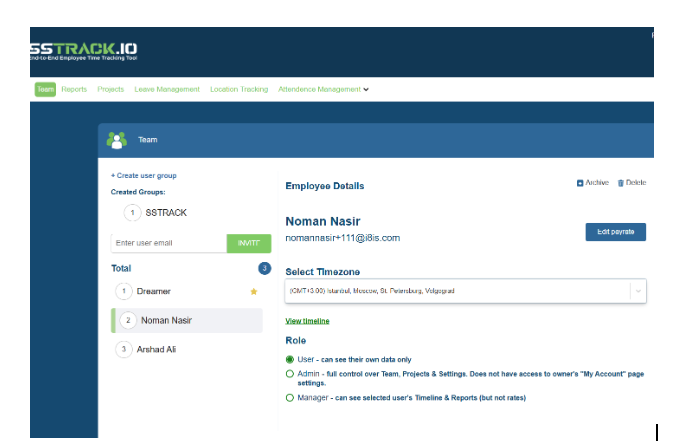 SSTRACK.IO
End-to-End Employee Time Tracking Tool
Team Reports Projects Leave Management Location Tracking Attendence Management
Team
+ Create user group
Created Groups:
1 SSTRACK
Enter user email INVITE
Total 3
1 Dreamer
2 Noman Nasir
3 Arshad Ali
Employee Details
Archive Delete
Noman Nasir
nomannasir+111@i8is.com
Edit payrate
Select Timezone
(GMT+3:00) Istanbul, Moscow, St. Petersburg, Volgograd
View timeline
Role
User - can see their own data only
Admin - full control over Team, Projects & Settings. Does not have access to owner's "My Account" page
settings.
Manager - can see selected user's Timeline & Reports (but not rates)